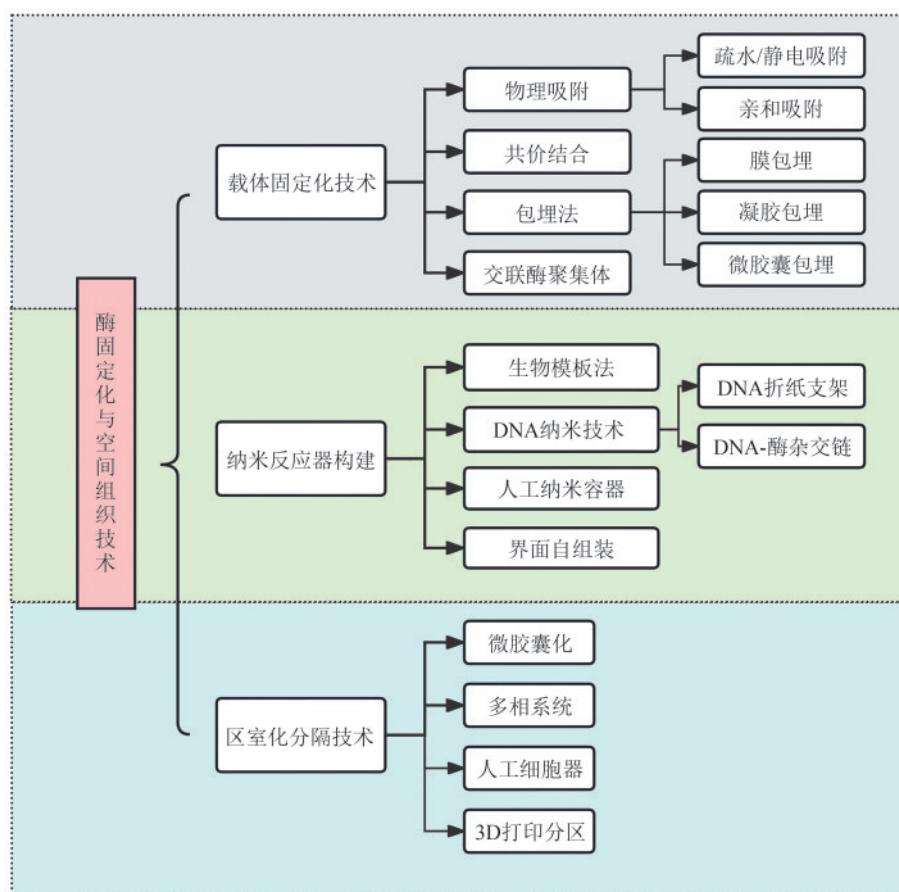 酶固定化与空间组织技术
载体固定化技术
物理吸附
疏水/静电吸附
亲和吸附
共价结合
包埋法
膜包埋
凝胶包埋
微胶囊包埋
交联酶聚集体
纳米反应器构建
生物模板法
DNA纳米技术
DNA折纸支架
DNA-酶杂交链
人工纳米容器
界面自组装
区室化分隔技术
微胶囊化
多相系统
人工细胞器
3D打印分区